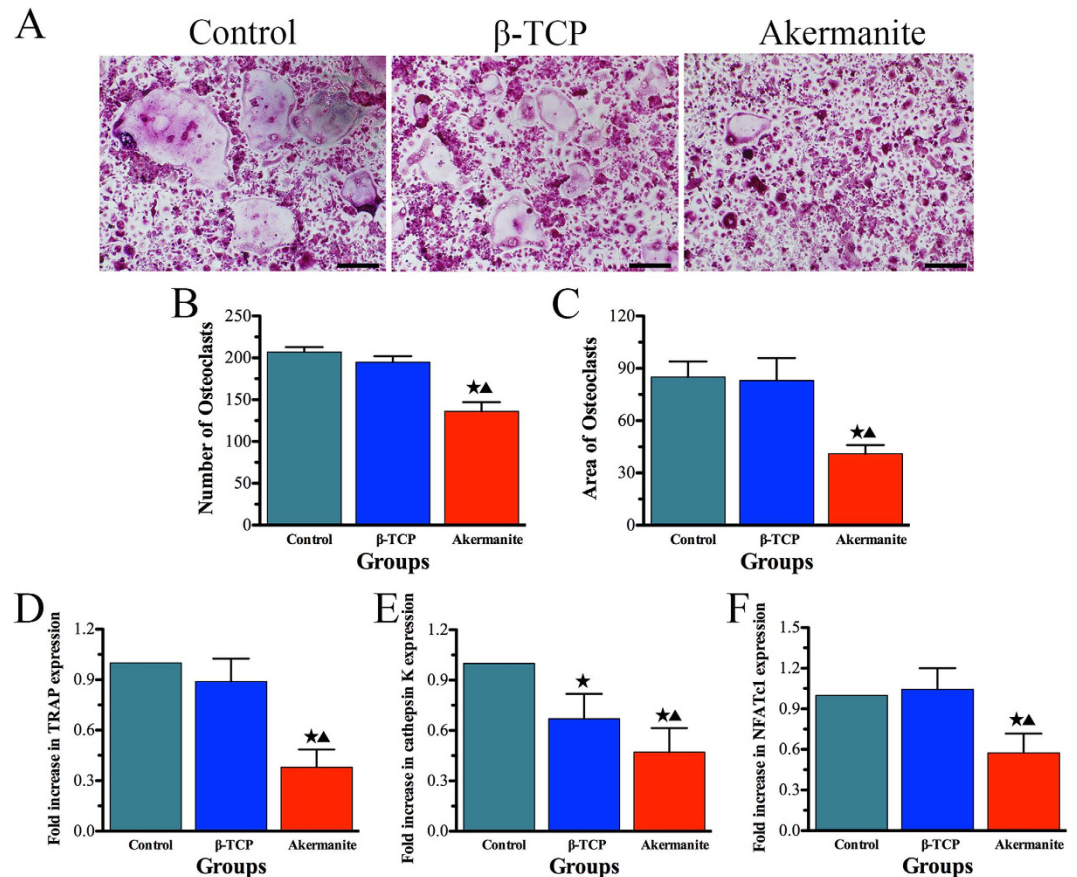 A
Control
β-TCP
Akermanite
B
Number of Osteoclasts
250
200
150
100
50
0
★▲
Control
β-TCP
Akermanite
Groups
C
Area of Osteoclasts
120
90
60
30
0
★▲
Control
β-TCP
Akermanite
Groups
D
Fold increase in TRAP expression
1.2
0.9
0.6
0.3
0.0
★▲
Control
β-TCP
Akermanite
Groups
E
Fold increase in cathepsin K expression
1.2
0.9
0.6
0.3
0.0
★
★▲
Control
β-TCP
Akermanite
Groups
F
Fold increase in NFATc1 expression
1.5
1.2
0.9
0.6
0.3
0.0
★▲
Control
β-TCP
Akermanite
Groups